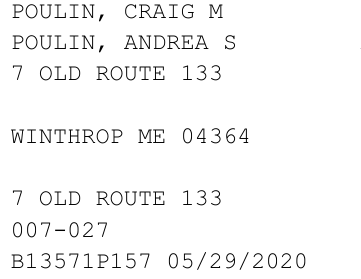 POULIN, CRAIG M
POULIN, ANDREA S
7 OLD ROUTE 133
WINTHROP ME 04364
7 OLD ROUTE 133
007-027
B13571P157 05/29/2020